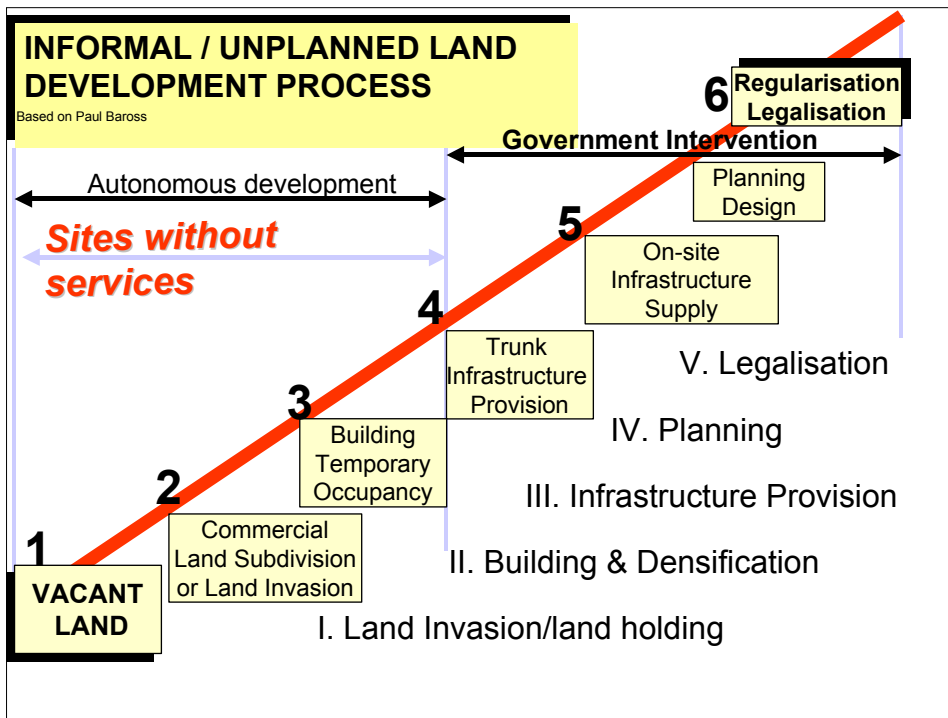 INFORMAL / UNPLANNED LAND
DEVELOPMENT PROCESS
Based on Paul Baross
6
Regularisation
Legalisation
Government Intervention
Autonomous development
Planning
Design
Sites without
services
5
On-site
Infrastructure
Supply
4
Trunk
Infrastructure
Provision
V. Legalisation
3
Building
Temporary
Occupancy
IV. Planning
2
Commercial
Land Subdivision
or Land Invasion
III. Infrastructure Provision
1
VACANT
LAND
II. Building & Densification
I. Land Invasion/land holding